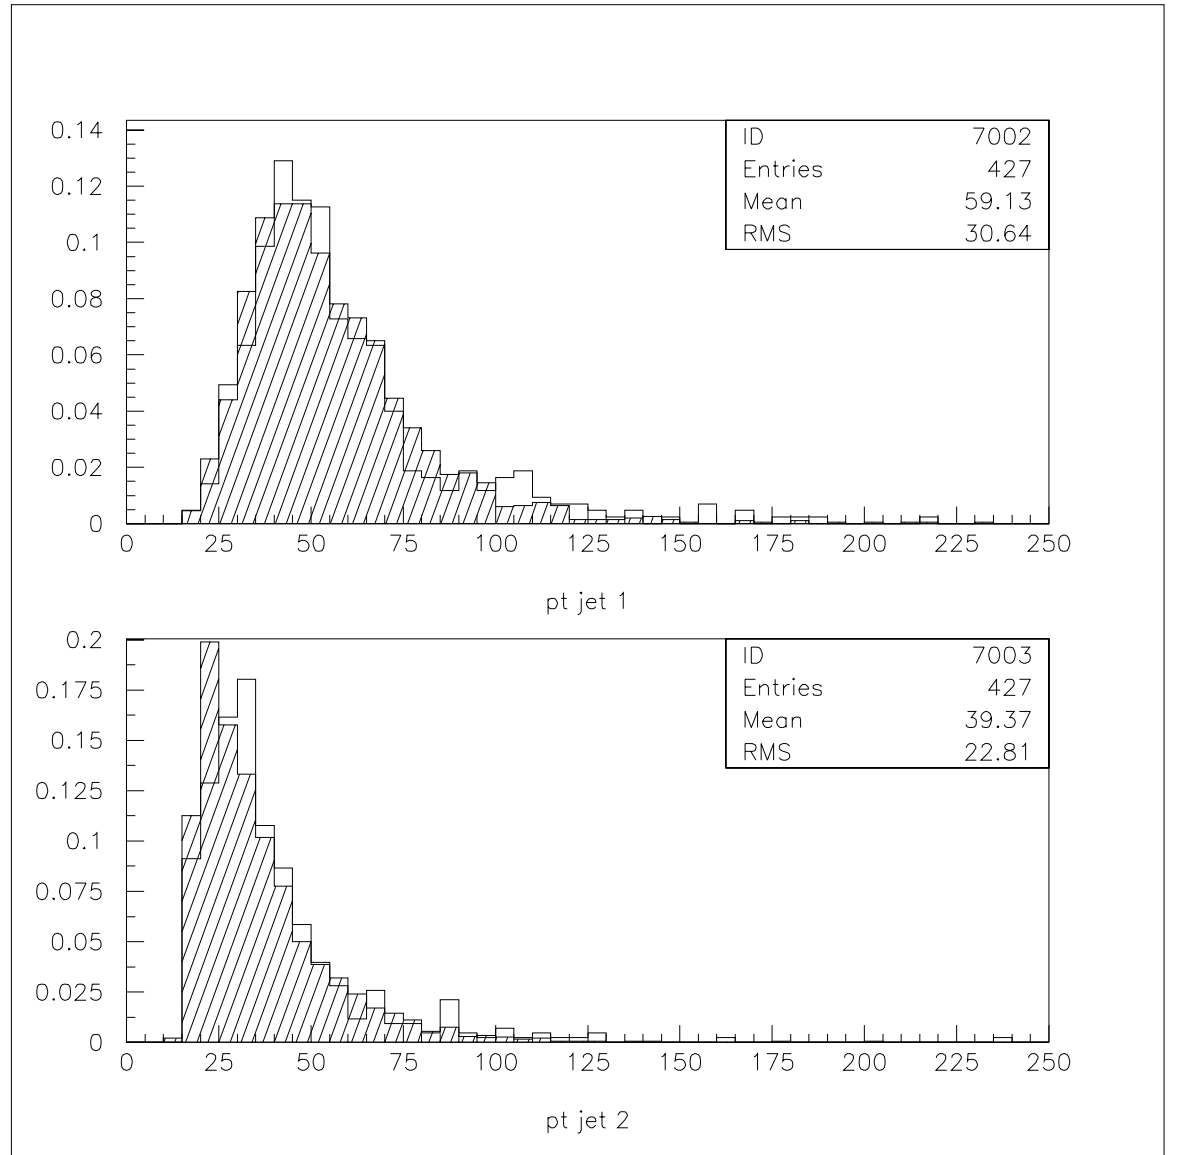 0.14
0.12
0.1
0.08
0.06
0.04
0.02
0
ID 7002
Entries 427
Mean 59.13
RMS 30.64
0 25 50 75 100 125 150 175 200 225 250
pt jet 1
0.2
0.175
0.15
0.125
0.1
0.075
0.05
0.025
0
ID 7003
Entries 427
Mean 39.37
RMS 22.81
0 25 50 75 100 125 150 175 200 225 250
pt jet 2